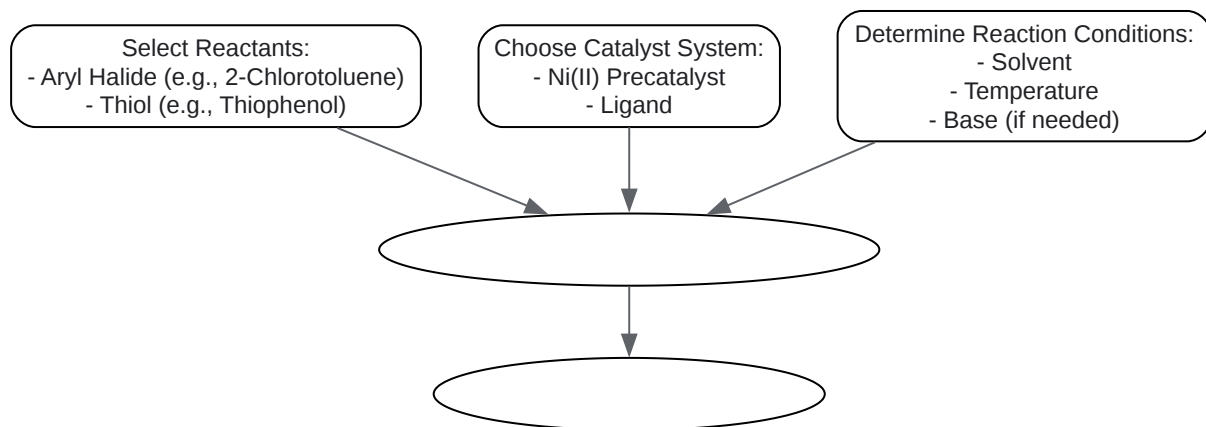 Select Reactants:
- Aryl Halide (e.g., 2-Chlorotoluene)
- Thiol (e.g., Thiophenol)
Choose Catalyst System:
- Ni(II) Precatalyst
- Ligand
Determine Reaction Conditions:
- Solvent
- Temperature
- Base (if needed)